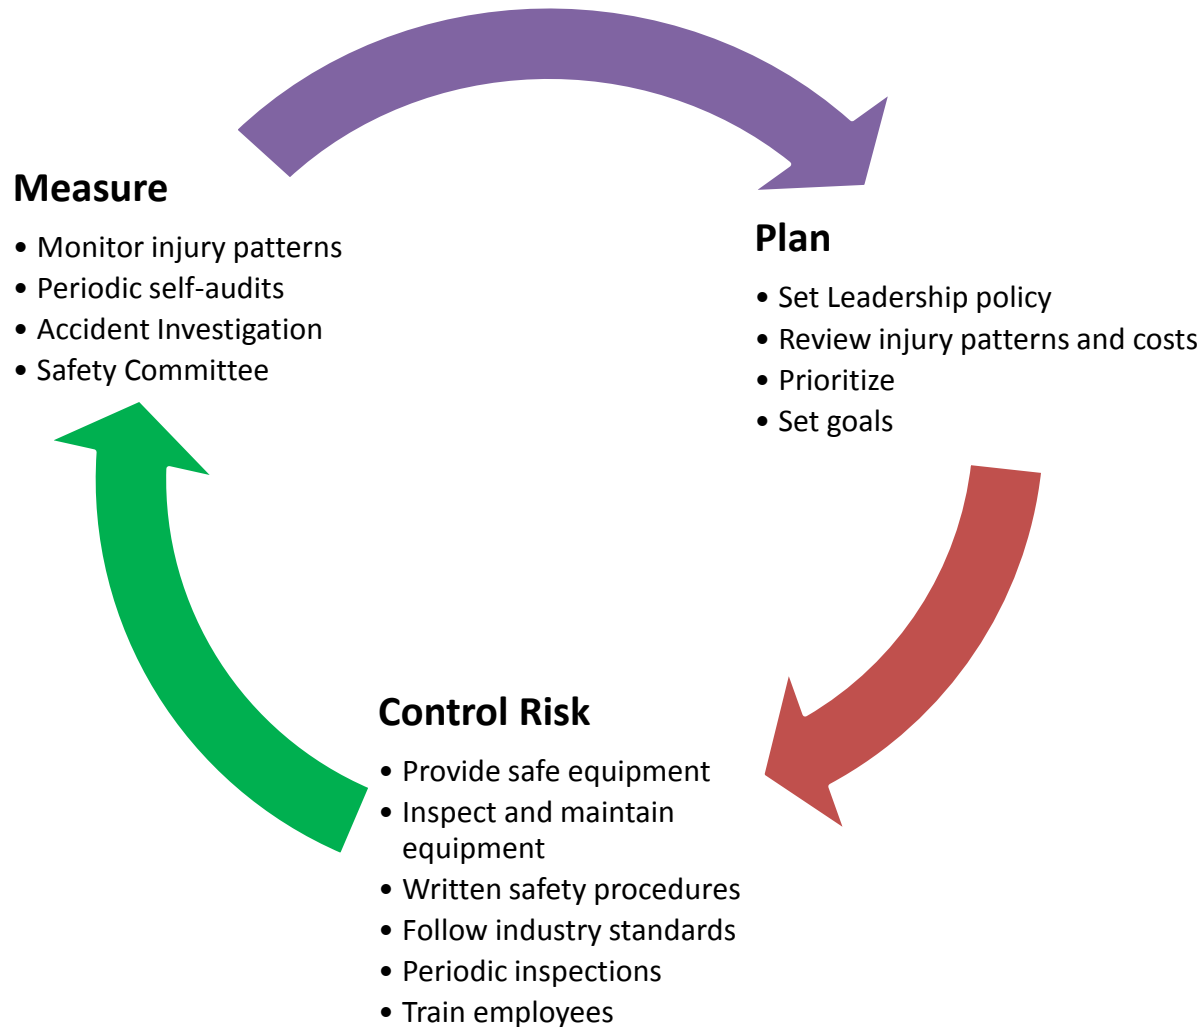 Measure
• Monitor injury patterns
• Periodic self-audits
• Accident Investigation
• Safety Committee
Plan
• Set Leadership policy
• Review injury patterns and costs
• Prioritize
• Set goals
Control Risk
• Provide safe equipment
• Inspect and maintain
equipment
• Written safety procedures
• Follow industry standards
• Periodic inspections
• Train employees